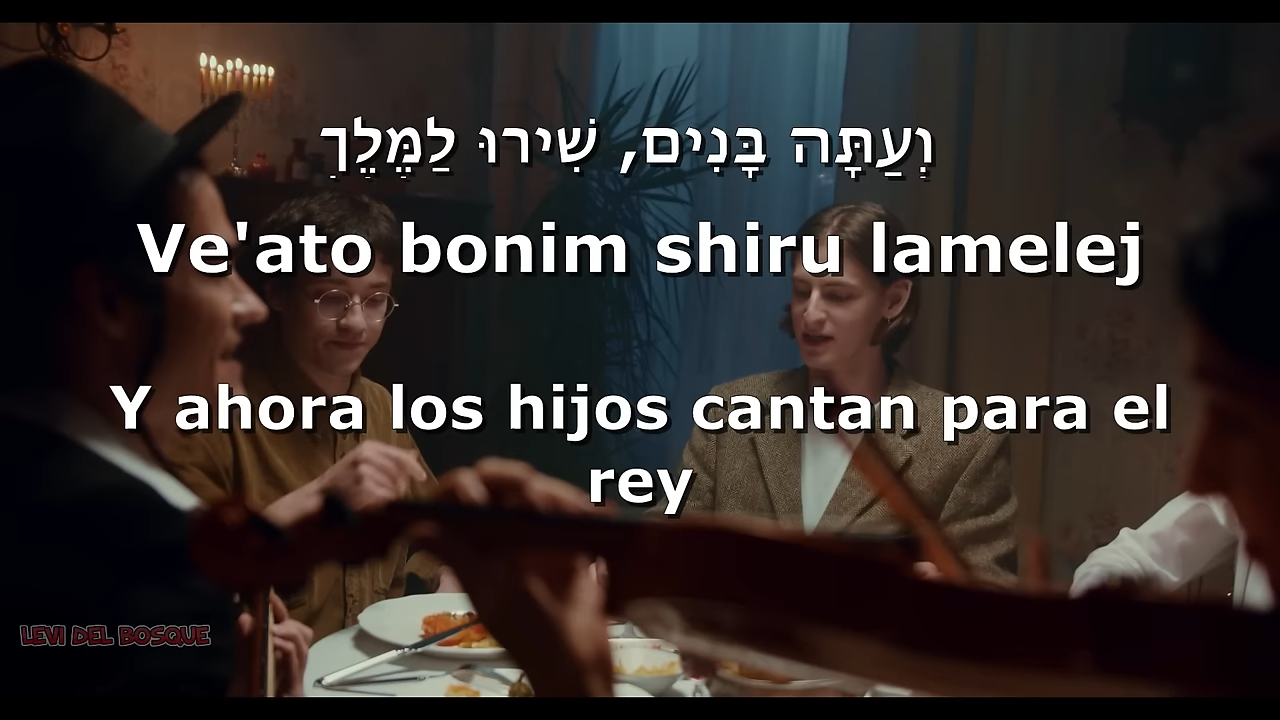 וְעַתָּה בָּנִים, שִׁירוּ לַמֶּלֶךְ
Ve'ato bonim shiru lamelej
Y ahora los hijos cantan para el
rey
LEVI DEL BOSQUE